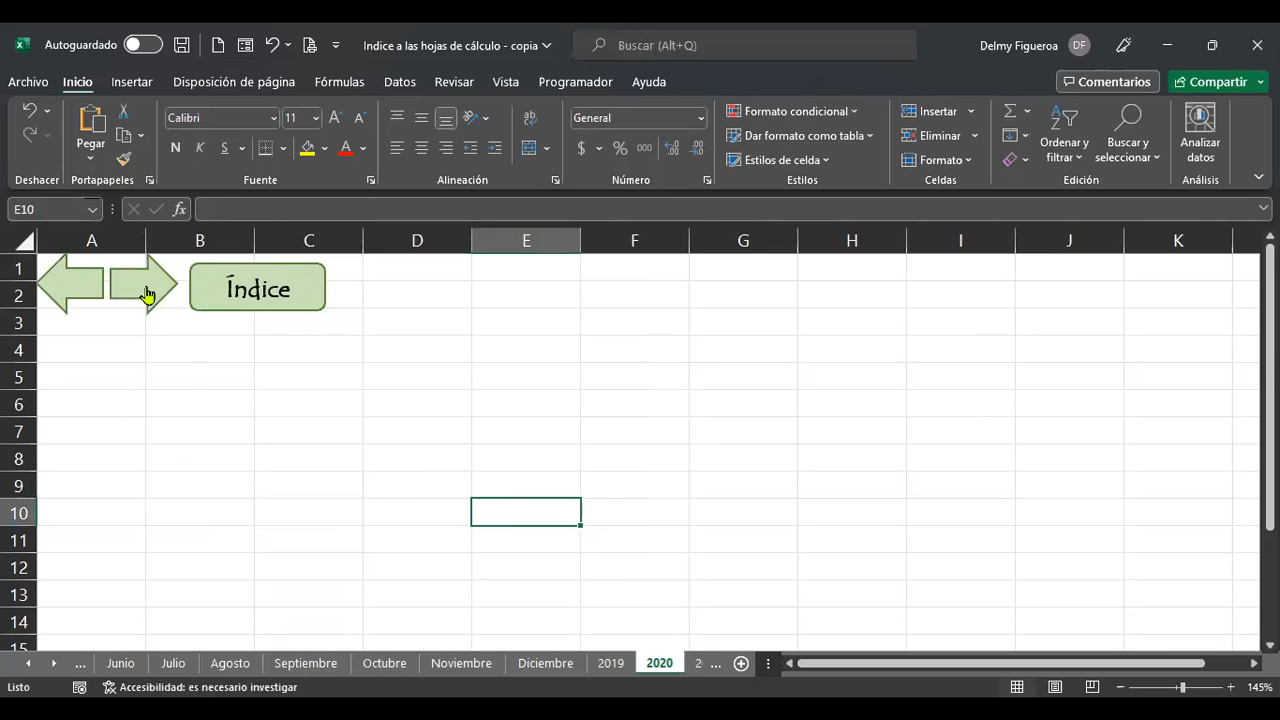 Autoguardado
Indice a las hojas de cálculo - copia
Buscar (Alt+Q)
Delmy Figueroa
DF
Archivo
Inicio
Insertar
Disposición de página
Fórmulas
Datos
Revisar
Vista
Programador
Ayuda
Comentarios
Compartir
Pegar
Calibri
11
N K S
General
$ % 000
Formato condicional
Dar formato como tabla
Estilos de celda
Insertar
Eliminar
Formato
Ordenar y
filtrar
Buscar y
seleccionar
Analizar
datos
Deshacer
Portapapeles
Fuente
Alineación
Número
Estilos
Celdas
Edición
Análisis
E10
fx
A B C D E F G H I J K
1
2
3
4
5
6
7
8
9
10
11
12
13
14
15
Índice
... Junio Julio Agosto Septiembre Octubre Noviembre Diciembre 2019 2020 ...
Listo
Accesibilidad: es necesario investigar
145%